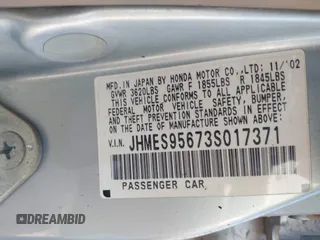 MFD. IN JAPAN BY HONDA MOTOR CO.,LTD: 11/02
GVWR 3620LBS GAWR F 1855LBS R 1845LBS
THIS VEHICLE CONFORMS TO ALL APPLICABLE
FEDERAL MOTOR VEHICLE SAFETY, BUMPER,
AND THEFT PREVENTION STANDARDS IN EFFECT
ON THE DATE OF MANUFACTURE SHOWN ABOVE.
V.I.N. JHMES95673S017371
PASSENGER CAR
DREAMBID